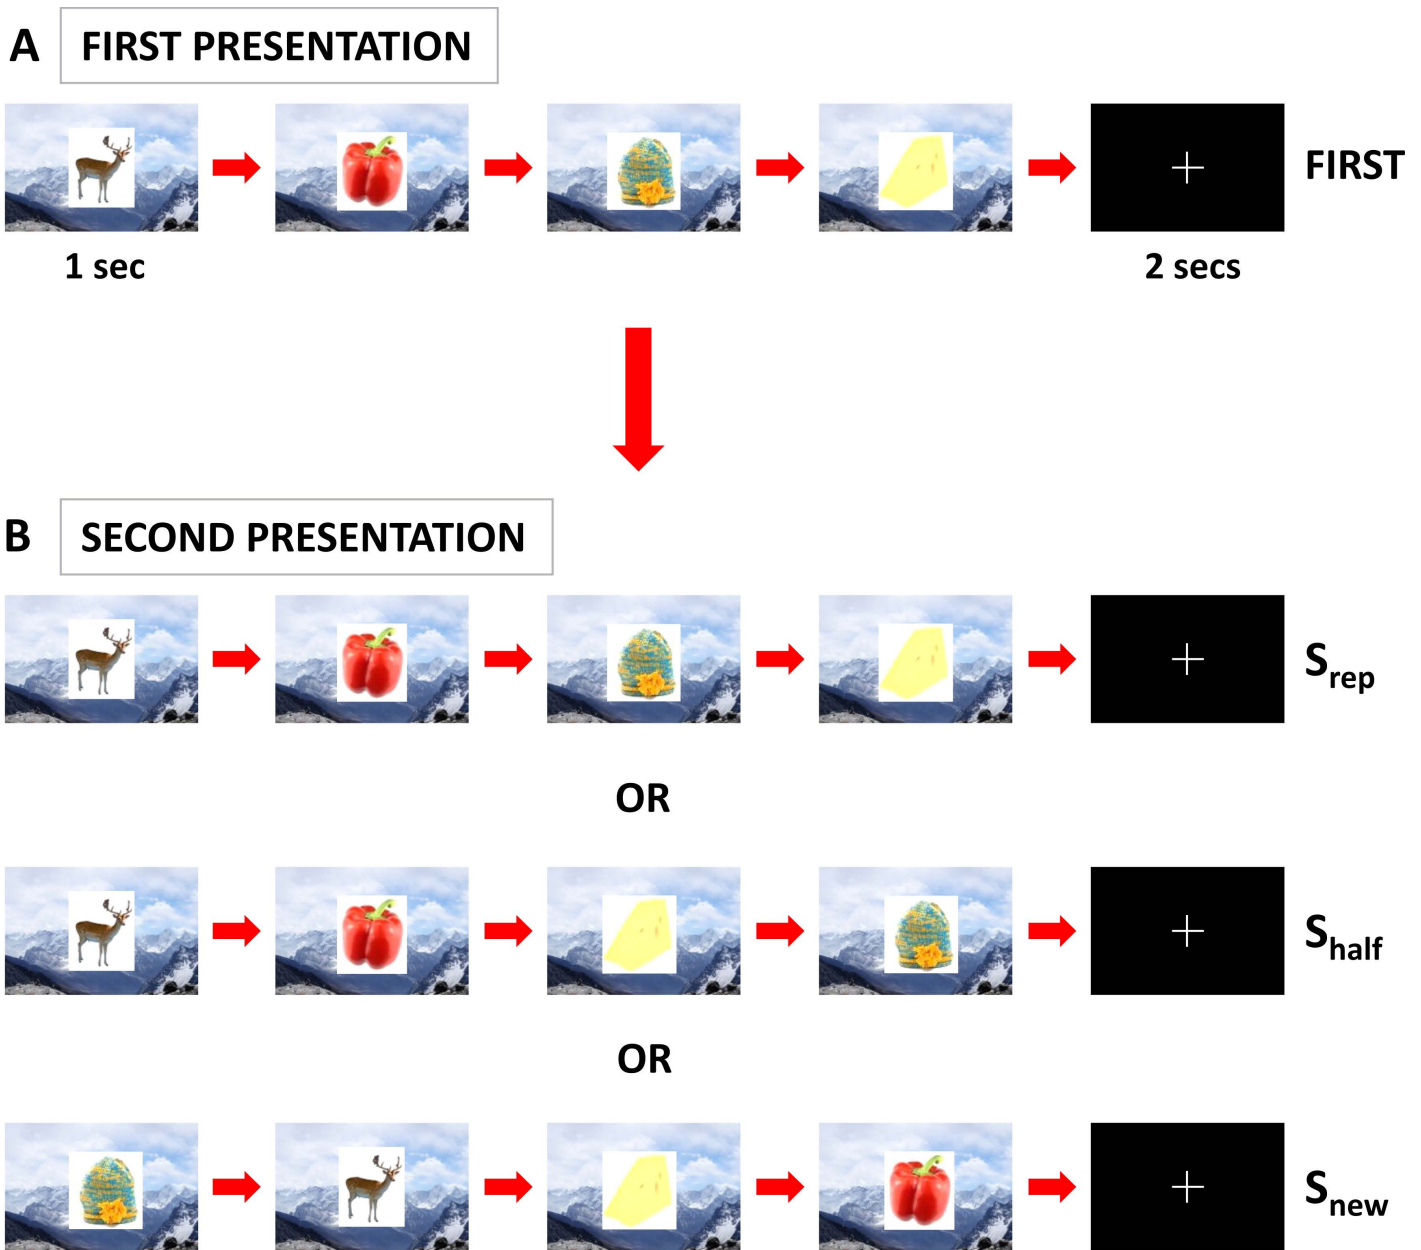 A
FIRST PRESENTATION
FIRST
1 sec
2 secs
B
SECOND PRESENTATION
Srep
OR
Shalf
OR
Snew